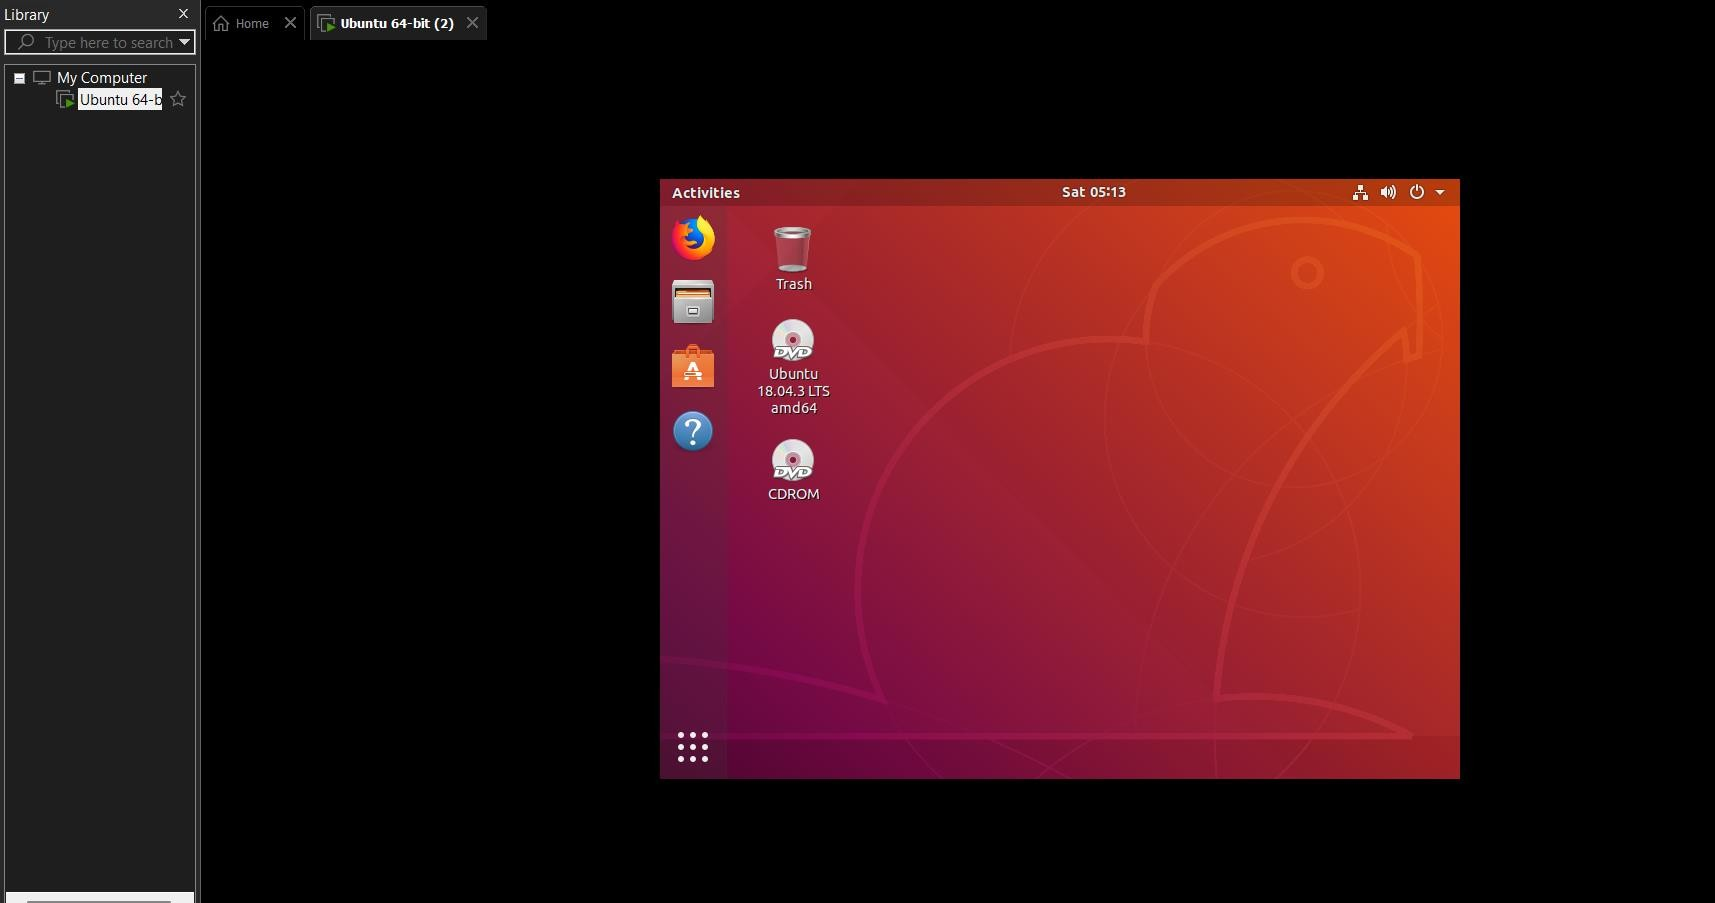 Library
Type here to search
My Computer
Ubuntu 64-b
Home
Ubuntu 64-bit (2)
Activities
Sat 05:13
Trash
DVD
Ubuntu
18.04.3 LTS
amd64
DVD
CDROM